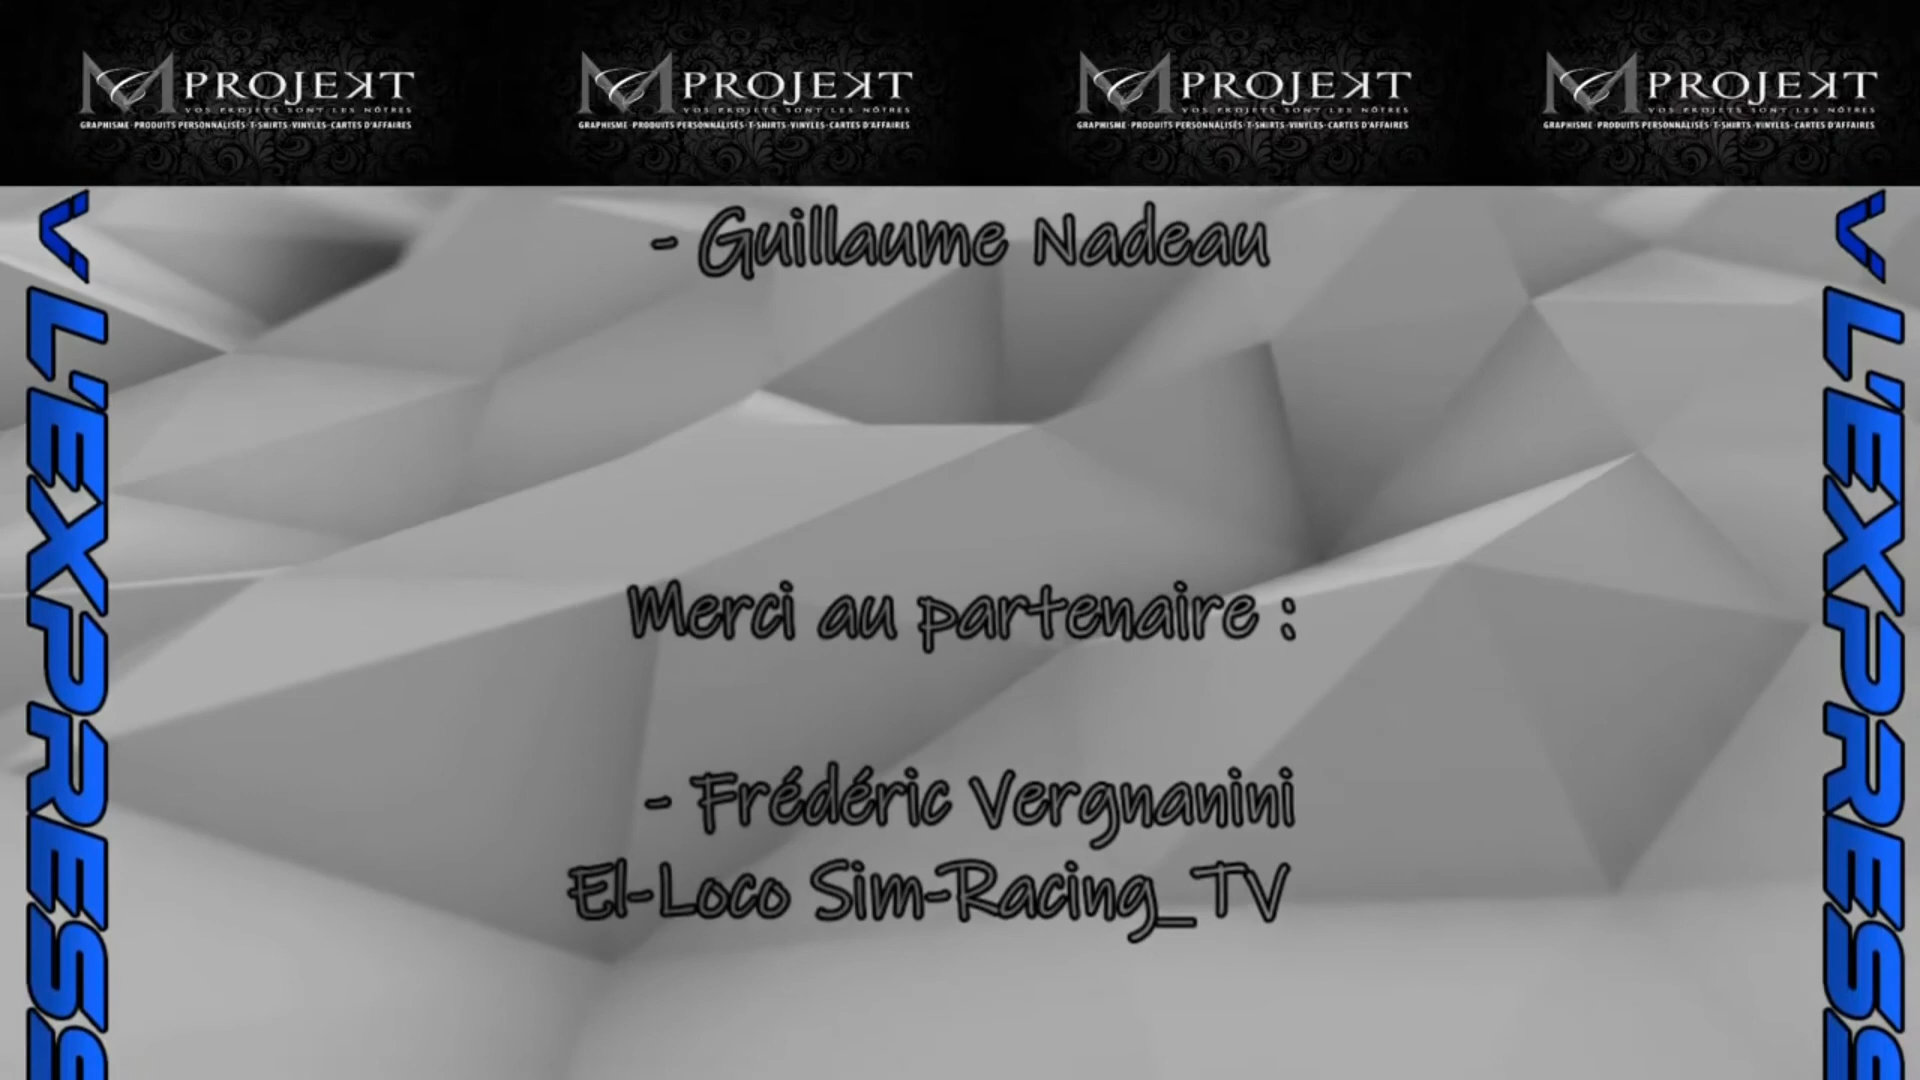 PROJEKT PROJEKT PROJEKT PROJEKT
VOS PROJETS SONT LES NÔTRES VOS PROJETS SONT LES NÔTRES VOS PROJETS SONT LES NÔTRES VOS PROJETS SONT LES NÔTRES
GRAPHISME·PRODUITS PERSONNALISÉS·T-SHIRTS·VINYLES·CARTES D'AFFAIRES GRAPHISME·PRODUITS PERSONNALISÉS·T-SHIRTS·VINYLES·CARTES D'AFFAIRES GRAPHISME·PRODUITS PERSONNALISÉS·T-SHIRTS·VINYLES·CARTES D'AFFAIRES GRAPHISME·PRODUITS PERSONNALISÉS·T-SHIRTS·VINYLES·CARTES D'AFFAIRES
- Guillaume Nadeau
Merci au partenaire :
- Frédéric Vergnanini
El-Loco Sim-Racing_TV
L'EXPRESS
L'EXPRESS